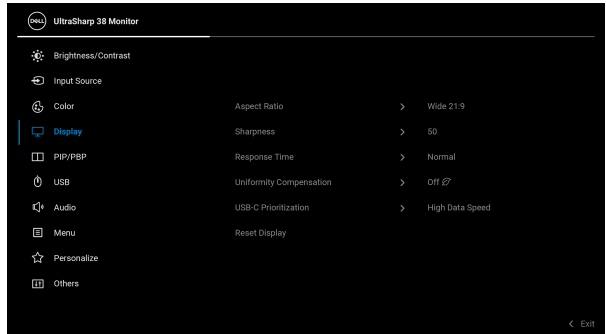 DELL UltraSharp 38 Monitor
Brightness/Contrast
Input Source
Color Aspect Ratio > Wide 21:9
Display Sharpness > 50
PIP/PBP Response Time > Normal
USB Uniformity Compensation > Off
Audio USB-C Prioritization > High Data Speed
Menu Reset Display
Personalize
Others
< Exit